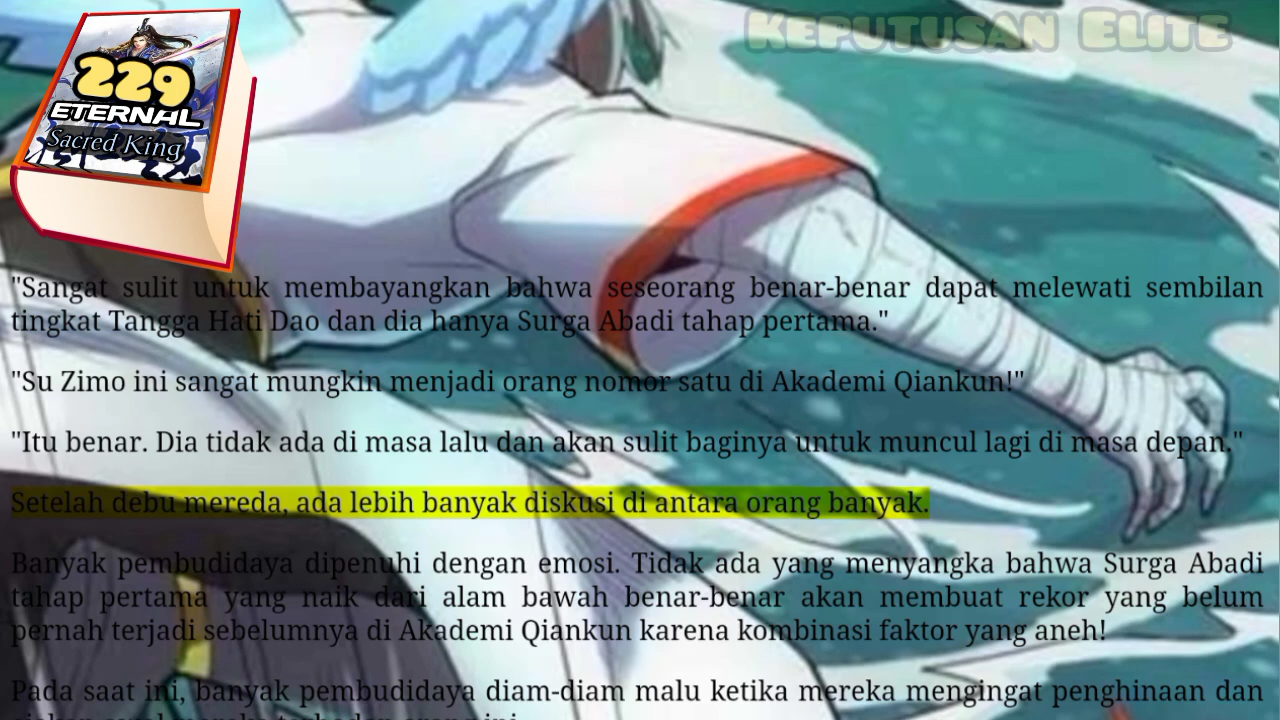 KEPUTUSAN ELITE
229
ETERNAL
Sacred King
"Sangat sulit untuk membayangkan bahwa seseorang benar-benar dapat melewati sembilan
tingkat Tangga Hati Dao dan dia hanya Surga Abadi tahap pertama."
"Su Zimo ini sangat mungkin menjadi orang nomor satu di Akademi Qiankun!"
"Itu benar. Dia tidak ada di masa lalu dan akan sulit baginya untuk muncul lagi di masa depan."
Setelah debu mereda, ada lebih banyak diskusi di antara orang banyak.
Banyak pembudidaya dipenuhi dengan emosi. Tidak ada yang menyangka bahwa Surga Abadi
tahap pertama yang naik dari alam bawah benar-benar akan membuat rekor yang belum
pernah terjadi sebelumnya di Akademi Qiankun karena kombinasi faktor yang aneh!
Pada saat ini, banyak pembudidaya diam-diam malu ketika mereka mengingat penghinaan dan